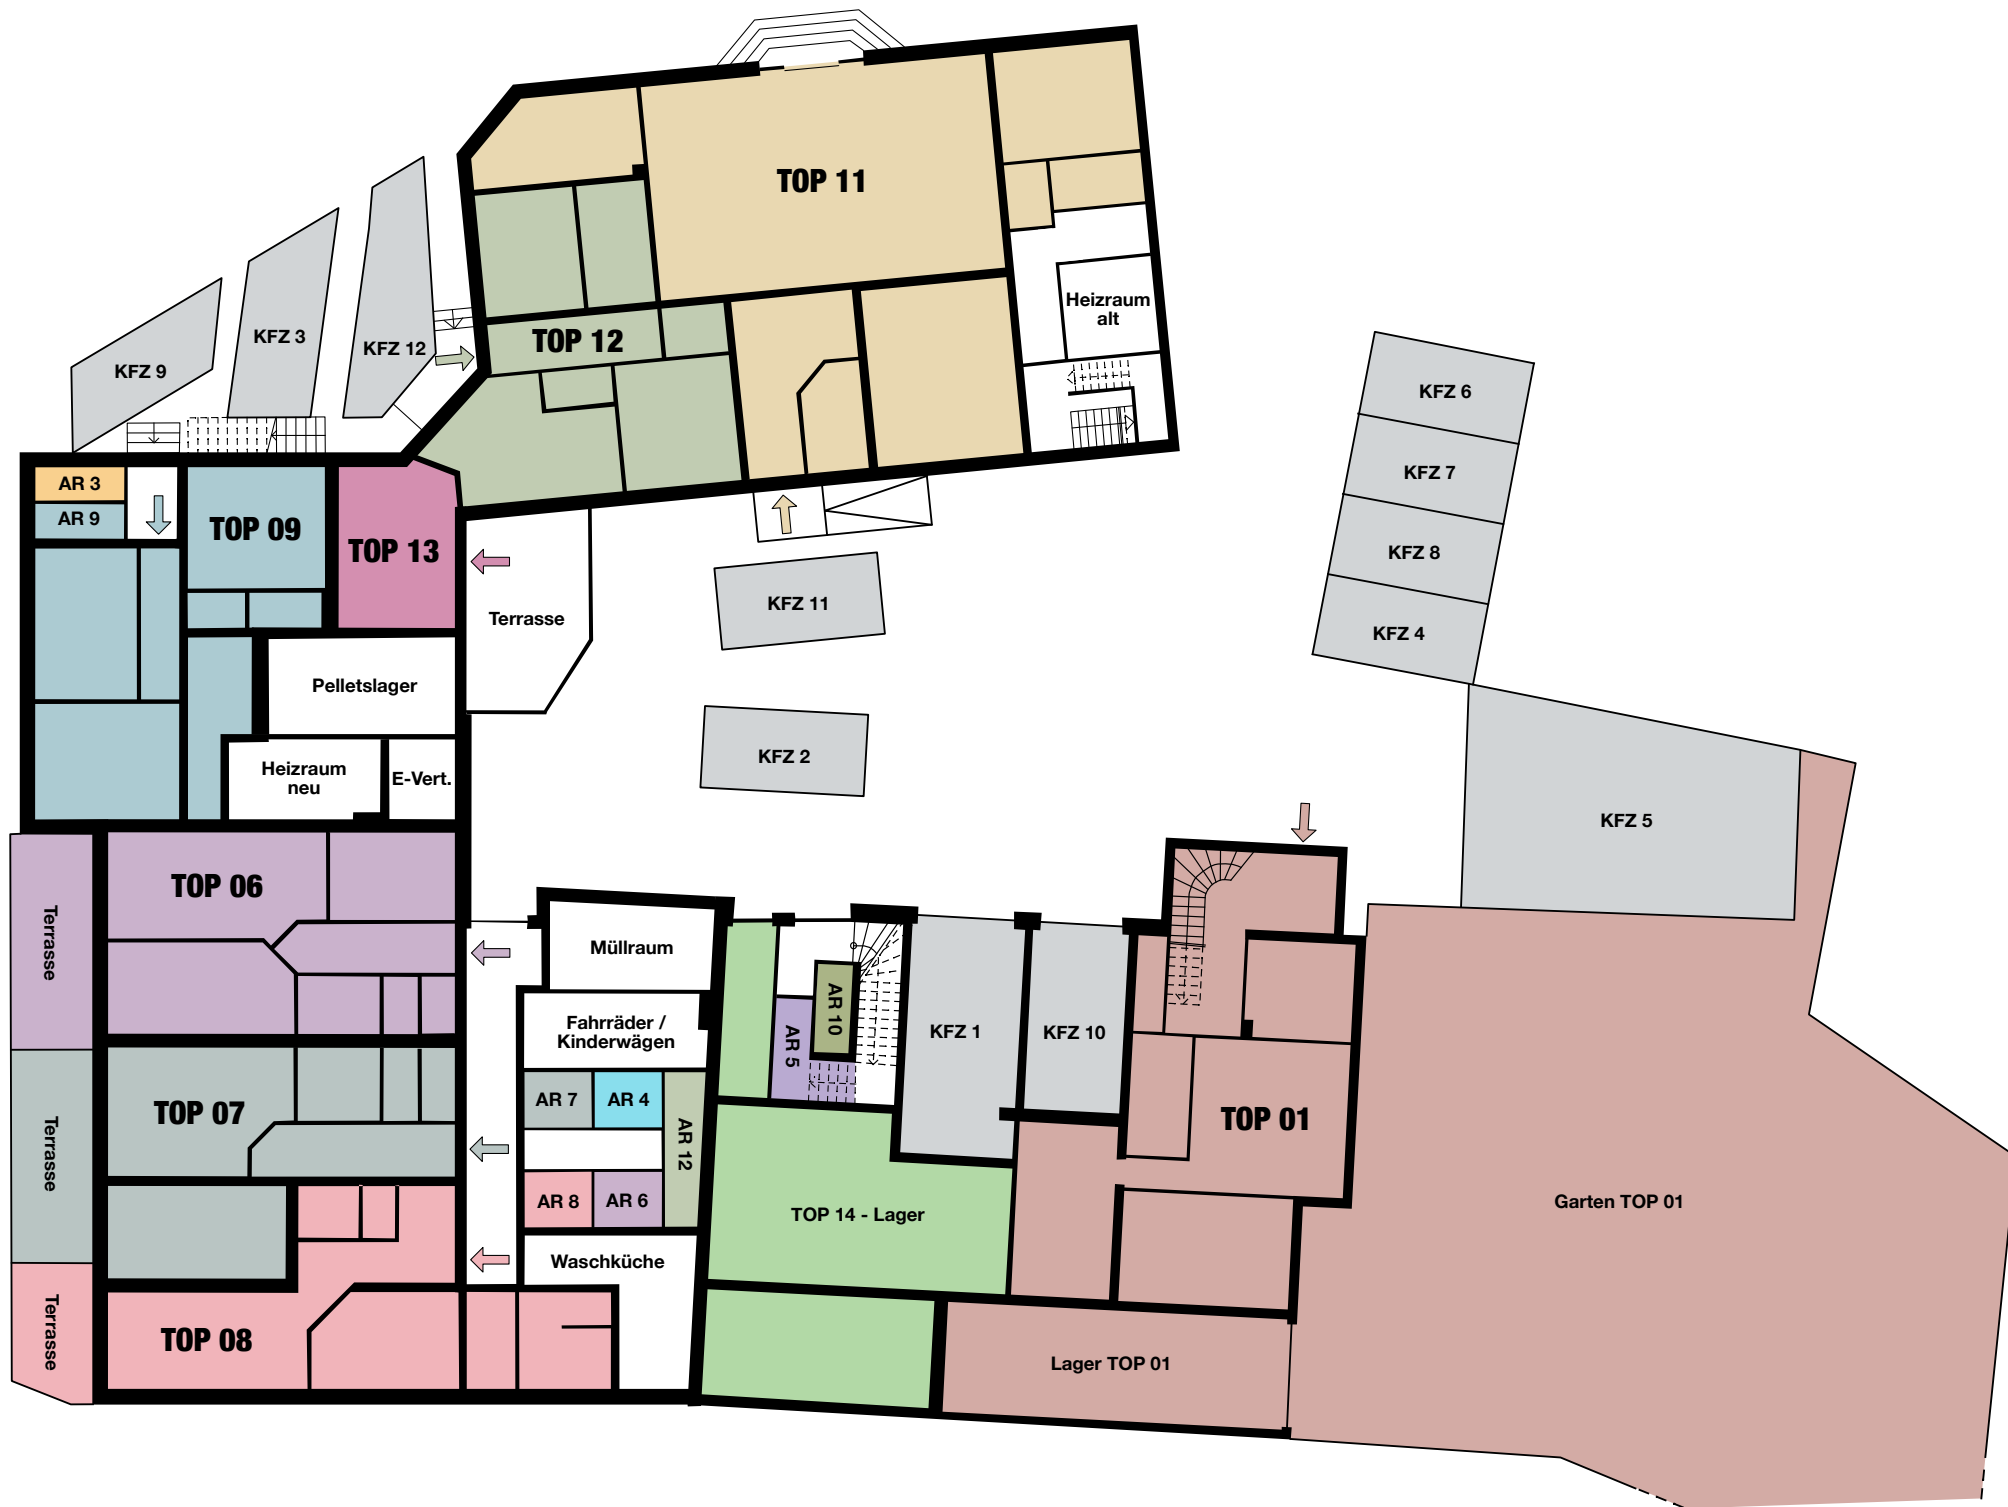 TOP 11
Heizraum
alt
TOP 12
KFZ 12
KFZ 3
KFZ 9
KFZ 6
KFZ 7
KFZ 8
KFZ 4
AR 3
AR 9
TOP 09
TOP 13
Terrasse
KFZ 11
Pelletslager
Heizraum
neu
E-Vert.
KFZ 2
KFZ 5
TOP 06
Terrasse
Müllraum
Fahrräder /
Kinderwägen
AR 10
AR 5
KFZ 1
KFZ 10
TOP 07
Terrasse
AR 7
AR 4
AR 12
AR 8
AR 6
TOP 01
Garten TOP 01
TOP 14 - Lager
Waschküche
TOP 08
Terrasse
Lager TOP 01